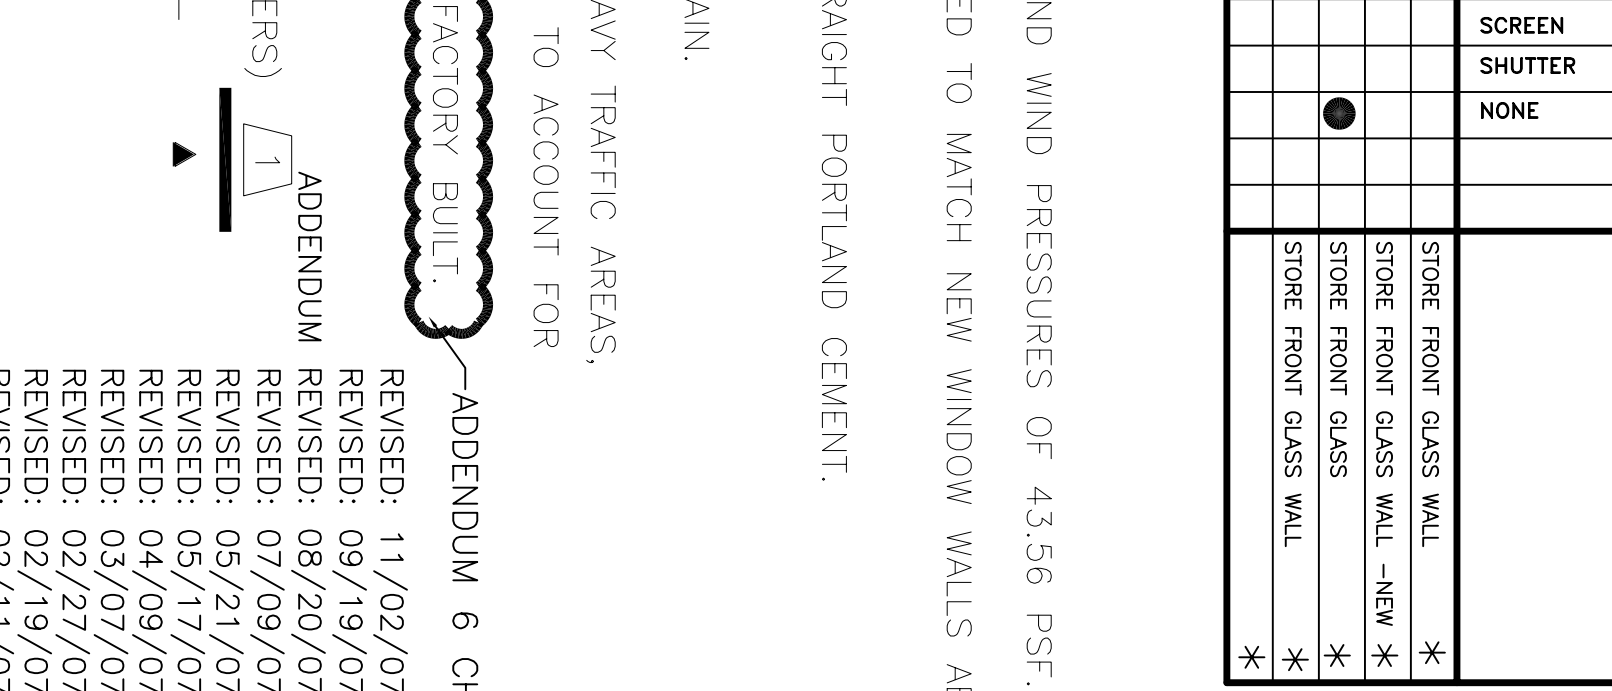 SCREEN
SHUTTER
NONE
STORE FRONT GLASS WALL *
STORE FRONT GLASS WALL -NEW *
STORE FRONT GLASS *
STORE FRONT GLASS WALL *
*
WIND PRESSURES OF 43.56 PSF.
TO MATCH NEW WINDOW WALLS
PORTLAND CEMENT.
TRAFFIC AREAS,
TO ACCOUNT FOR
FACTORY BUILT.
ADDENDUM 6
REVISED: 11/02/07
REVISED: 09/19/07
ADDENDUM REVISED: 08/20/07
REVISED: 07/09/07
1
REVISED: 05/21/07
REVISED: 05/17/07
REVISED: 04/09/07
REVISED: 03/07/07
REVISED: 02/27/07
REVISED: 02/19/07